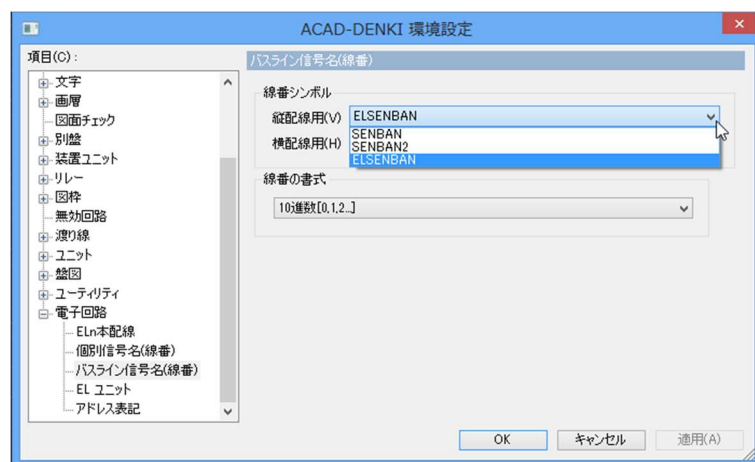 ACAD-DENKI 環境設定
項目(C) :
文字
画層
図面チェック
別盤
装置ユニット
リレー
図枠
無効回路
渡り線
ユニット
盤図
ユーティリティ
電子回路
ELn本配線
個別信号名(線番)
バスライン信号名(線番)
EL ユニット
アドレス表記
バスライン信号名(線番)
線番シンボル
縦配線用(V) ELSENBAN
横配線用(H)
SENBAN
SENBAN2
ELSENBAN
線番の書式
10進数[0,1,2...]
OK
キャンセル
適用(A)